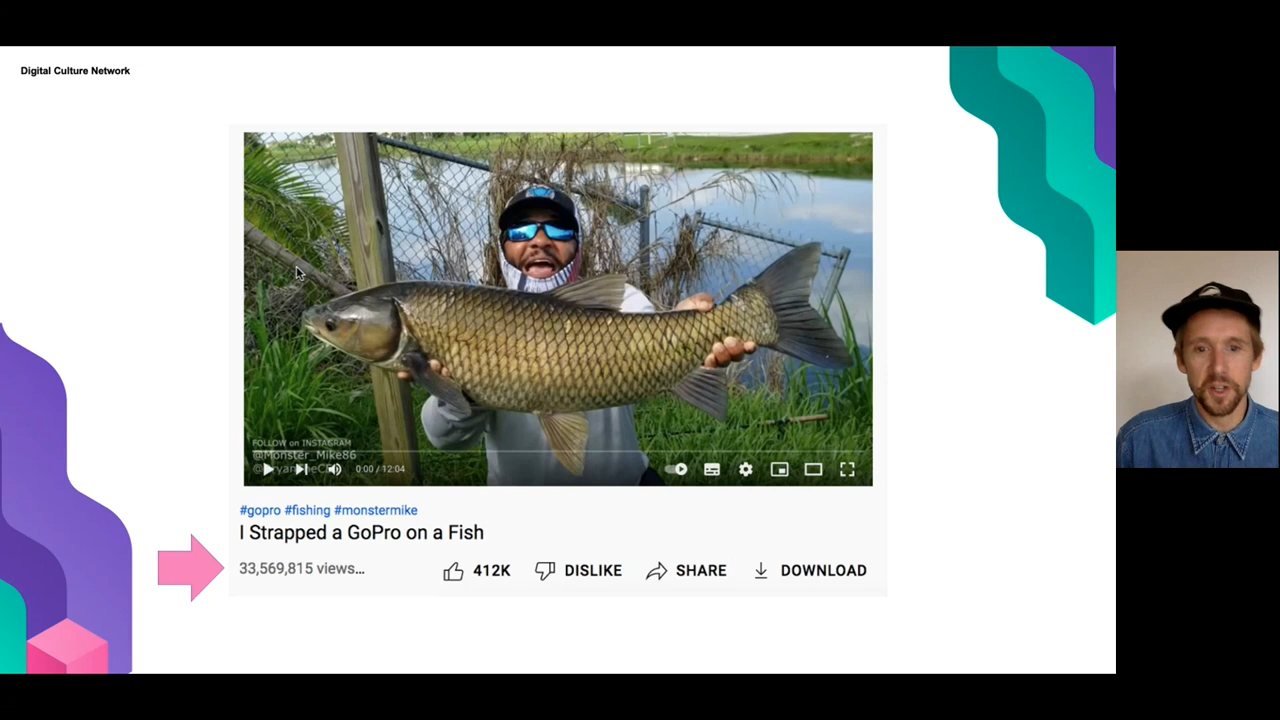 Digital Culture Network
FOLLOW on INSTAGRAM
@Monster_Mike86
0:00 / 12:04
#gopro #fishing #monstermike
I Strapped a GoPro on a Fish
33,569,815 views...
412K
DISLIKE
SHARE
DOWNLOAD